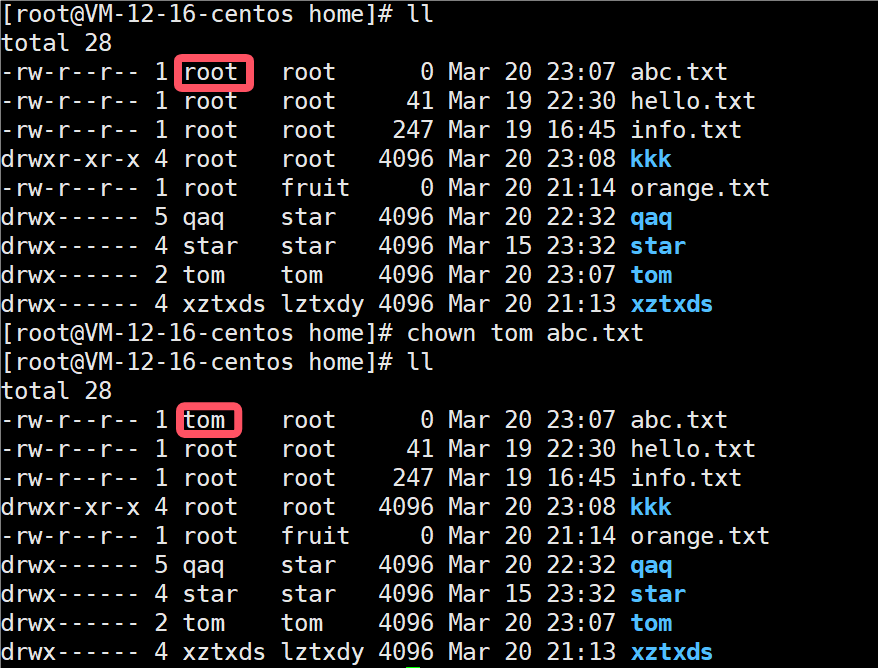 [root@VM-12-16-centos home]# ll
total 28
-rw-r--r-- 1 root   root      0 Mar 20 23:07 abc.txt
-rw-r--r-- 1 root   root     41 Mar 19 22:30 hello.txt
-rw-r--r-- 1 root   root    247 Mar 19 16:45 info.txt
drwxr-xr-x 4 root   root   4096 Mar 20 23:08 kkk
-rw-r--r-- 1 root   fruit     0 Mar 20 21:14 orange.txt
drwx------ 5 qaq    star   4096 Mar 20 22:32 qaq
drwx------ 4 star   star   4096 Mar 15 23:32 star
drwx------ 2 tom    tom    4096 Mar 20 23:07 tom
drwx------ 4 xztxds lztxdy 4096 Mar 20 21:13 xztxds
[root@VM-12-16-centos home]# chown tom abc.txt
[root@VM-12-16-centos home]# ll
total 28
-rw-r--r-- 1 tom    root      0 Mar 20 23:07 abc.txt
-rw-r--r-- 1 root   root     41 Mar 19 22:30 hello.txt
-rw-r--r-- 1 root   root    247 Mar 19 16:45 info.txt
drwxr-xr-x 4 root   root   4096 Mar 20 23:08 kkk
-rw-r--r-- 1 root   fruit     0 Mar 20 21:14 orange.txt
drwx------ 5 qaq    star   4096 Mar 20 22:32 qaq
drwx------ 4 star   star   4096 Mar 15 23:32 star
drwx------ 2 tom    tom    4096 Mar 20 23:07 tom
drwx------ 4 xztxds lztxdy 4096 Mar 20 21:13 xztxds